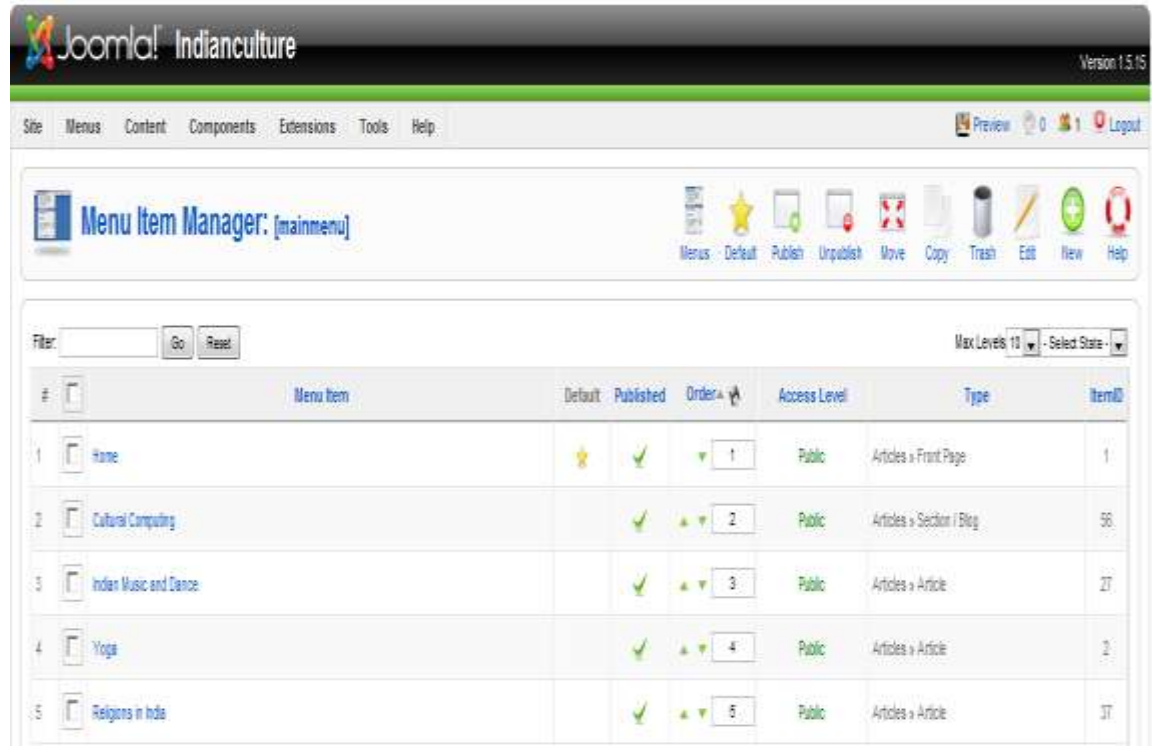 Joomla! Indianculture
Version 1.5.15
Site Menus Content Components Extensions Tools Help Preview 0 1 Logout
Menu Item Manager: [mainmenu]
Menus Default Publish Unpublish Move Copy Trash Edit New Help
Filter: Go Reset Max Levels 10 - Select State -
# Menu Item Default Published Order Access Level Type ItemID
1 Home 1 Public Articles » Front Page 1
2 Cultural Computing 2 Public Articles » Section / Blog 56
3 Indian Music and Dance 3 Public Articles » Article 27
4 Yoga 4 Public Articles » Article 2
5 Religions in India 5 Public Articles » Article 37